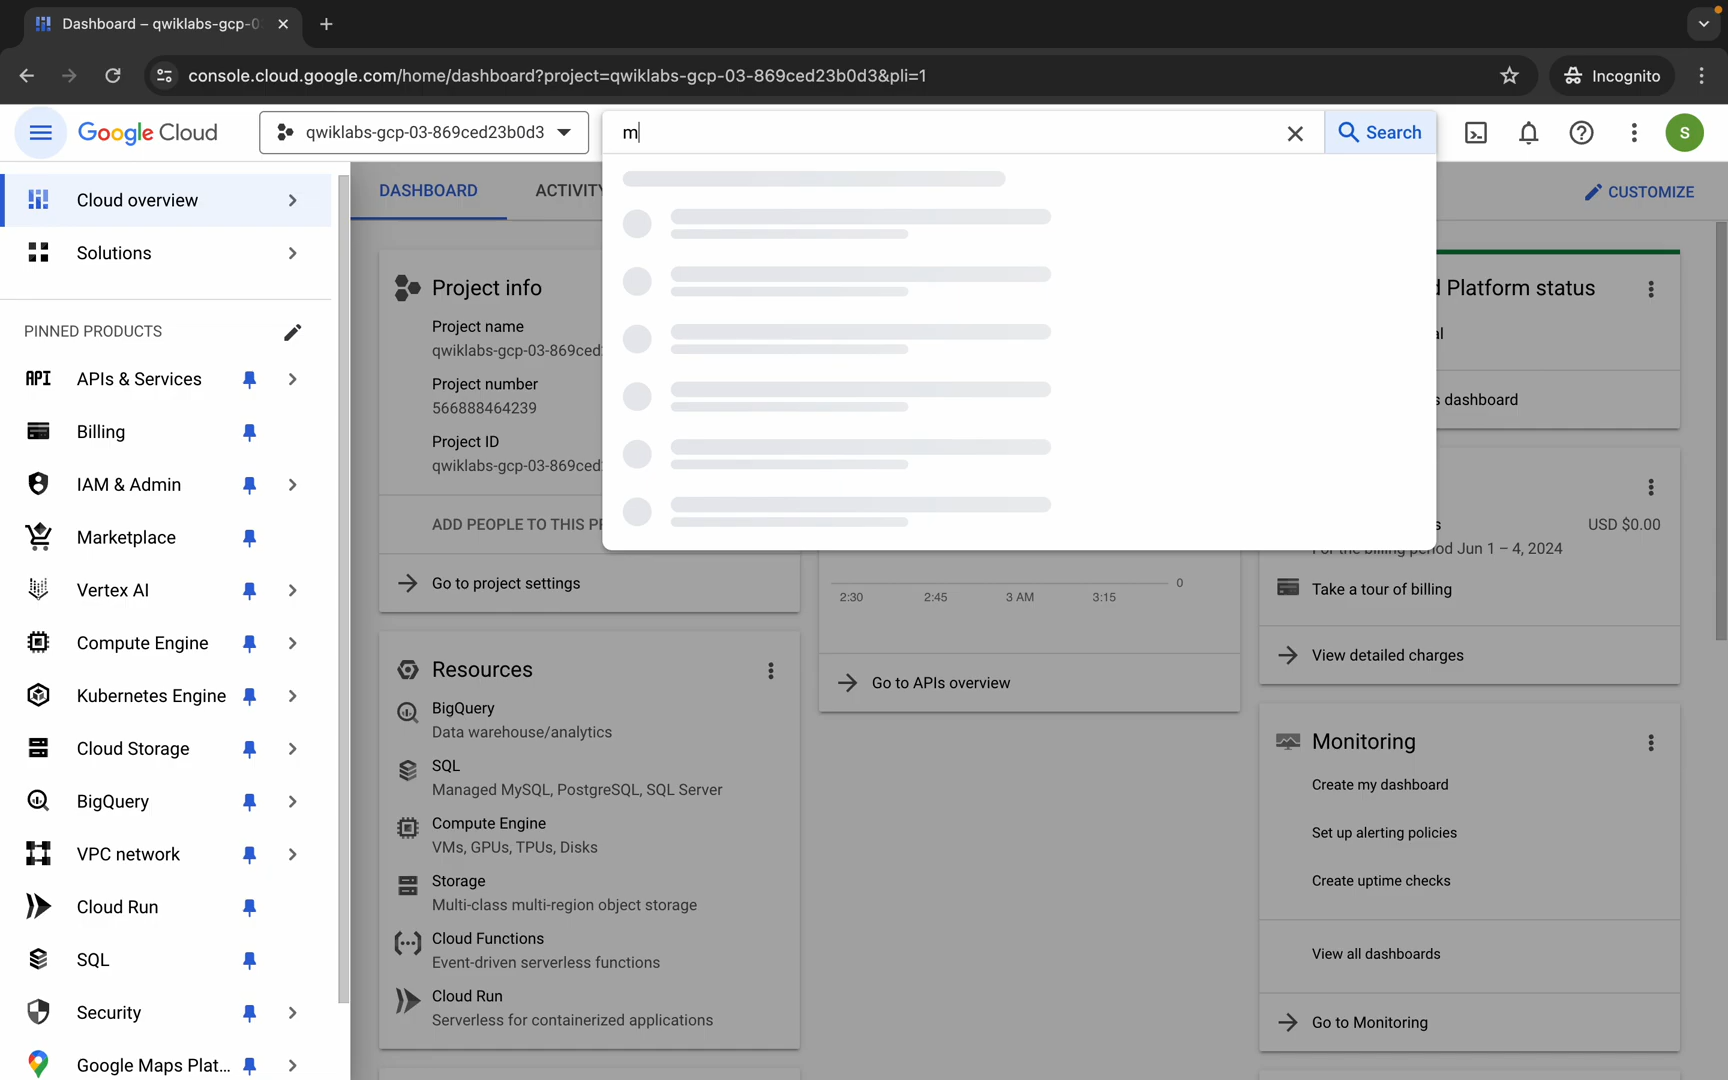 Dashboard – qwiklabs-gcp-0
console.cloud.google.com/home/dashboard?project=qwiklabs-gcp-03-869ced23b0d3&pli=1
Incognito
Google Cloud
qwiklabs-gcp-03-869ced23b0d3
m
Search
S
Cloud overview
Solutions
PINNED PRODUCTS
API
APIs & Services
Billing
IAM & Admin
Marketplace
Vertex AI
Compute Engine
Kubernetes Engine
Cloud Storage
BigQuery
VPC network
Cloud Run
SQL
Security
Google Maps Plat...
DASHBOARD
ACTIVITY
CUSTOMIZE
Project info
Project name
qwiklabs-gcp-03-869ced
Project number
566888464239
Project ID
qwiklabs-gcp-03-869ced
ADD PEOPLE TO THIS PR
Go to project settings
Resources
BigQuery
Data warehouse/analytics
SQL
Managed MySQL, PostgreSQL, SQL Server
Compute Engine
VMs, GPUs, TPUs, Disks
Storage
Multi-class multi-region object storage
Cloud Functions
Event-driven serverless functions
Cloud Run
Serverless for containerized applications
0
2:30 2:45 3 AM 3:15
Go to APIs overview
Platform status
al
s dashboard
s
USD $0.00
For the billing period Jun 1 – 4, 2024
Take a tour of billing
View detailed charges
Monitoring
Create my dashboard
Set up alerting policies
Create uptime checks
View all dashboards
Go to Monitoring